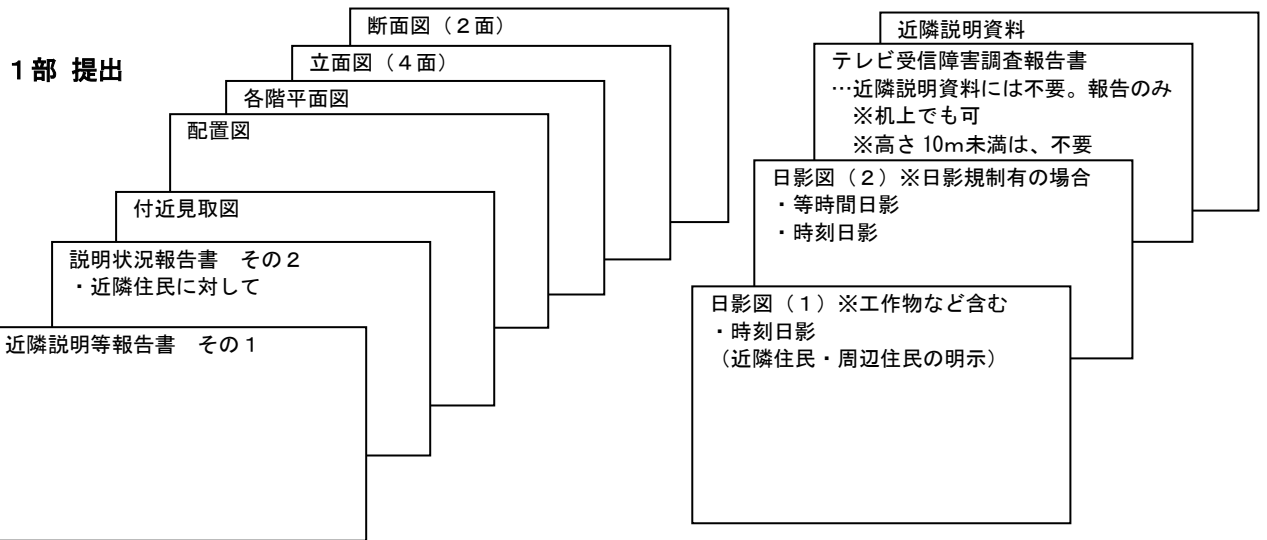 1部 提出
断面図（２面）
立面図（４面）
各階平面図
配置図
付近見取図
説明状況報告書　その２
・近隣住民に対して
近隣説明等報告書　その１
近隣説明資料
テレビ受信障害調査報告書
…近隣説明資料には不要。報告のみ
※机上でも可
※高さ 10ｍ未満は、不要
日影図（２）※日影規制有の場合
・等時間日影
・時刻日影
日影図（１）※工作物など含む
・時刻日影
（近隣住民・周辺住民の明示）